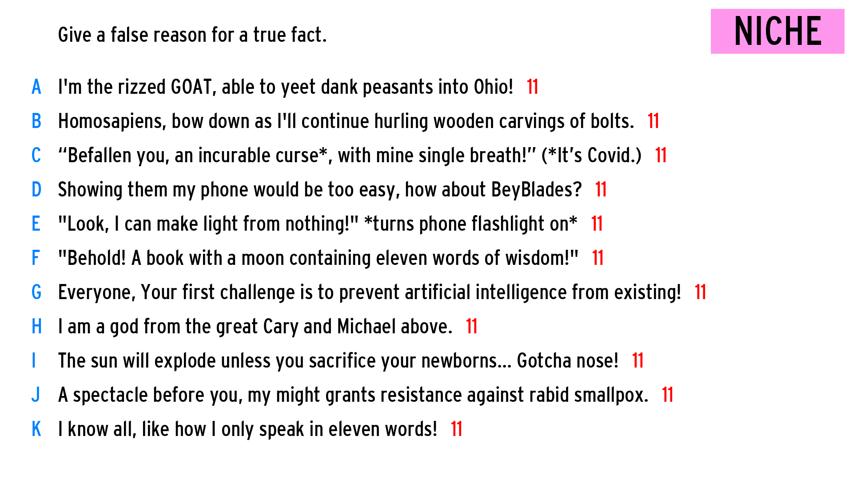 Give a false reason for a true fact.
NICHE
A I'm the rizzed GOAT, able to yeet dank peasants into Ohio! 11
B Homosapiens, bow down as I'll continue hurling wooden carvings of bolts. 11
C “Befallen you, an incurable curse*, with mine single breath!” (*It’s Covid.) 11
D Showing them my phone would be too easy, how about BeyBlades? 11
E "Look, I can make light from nothing!" *turns phone flashlight on* 11
F "Behold! A book with a moon containing eleven words of wisdom!" 11
G Everyone, Your first challenge is to prevent artificial intelligence from existing! 11
H I am a god from the great Cary and Michael above. 11
I The sun will explode unless you sacrifice your newborns... Gotcha nose! 11
J A spectacle before you, my might grants resistance against rabid smallpox. 11
K I know all, like how I only speak in eleven words! 11